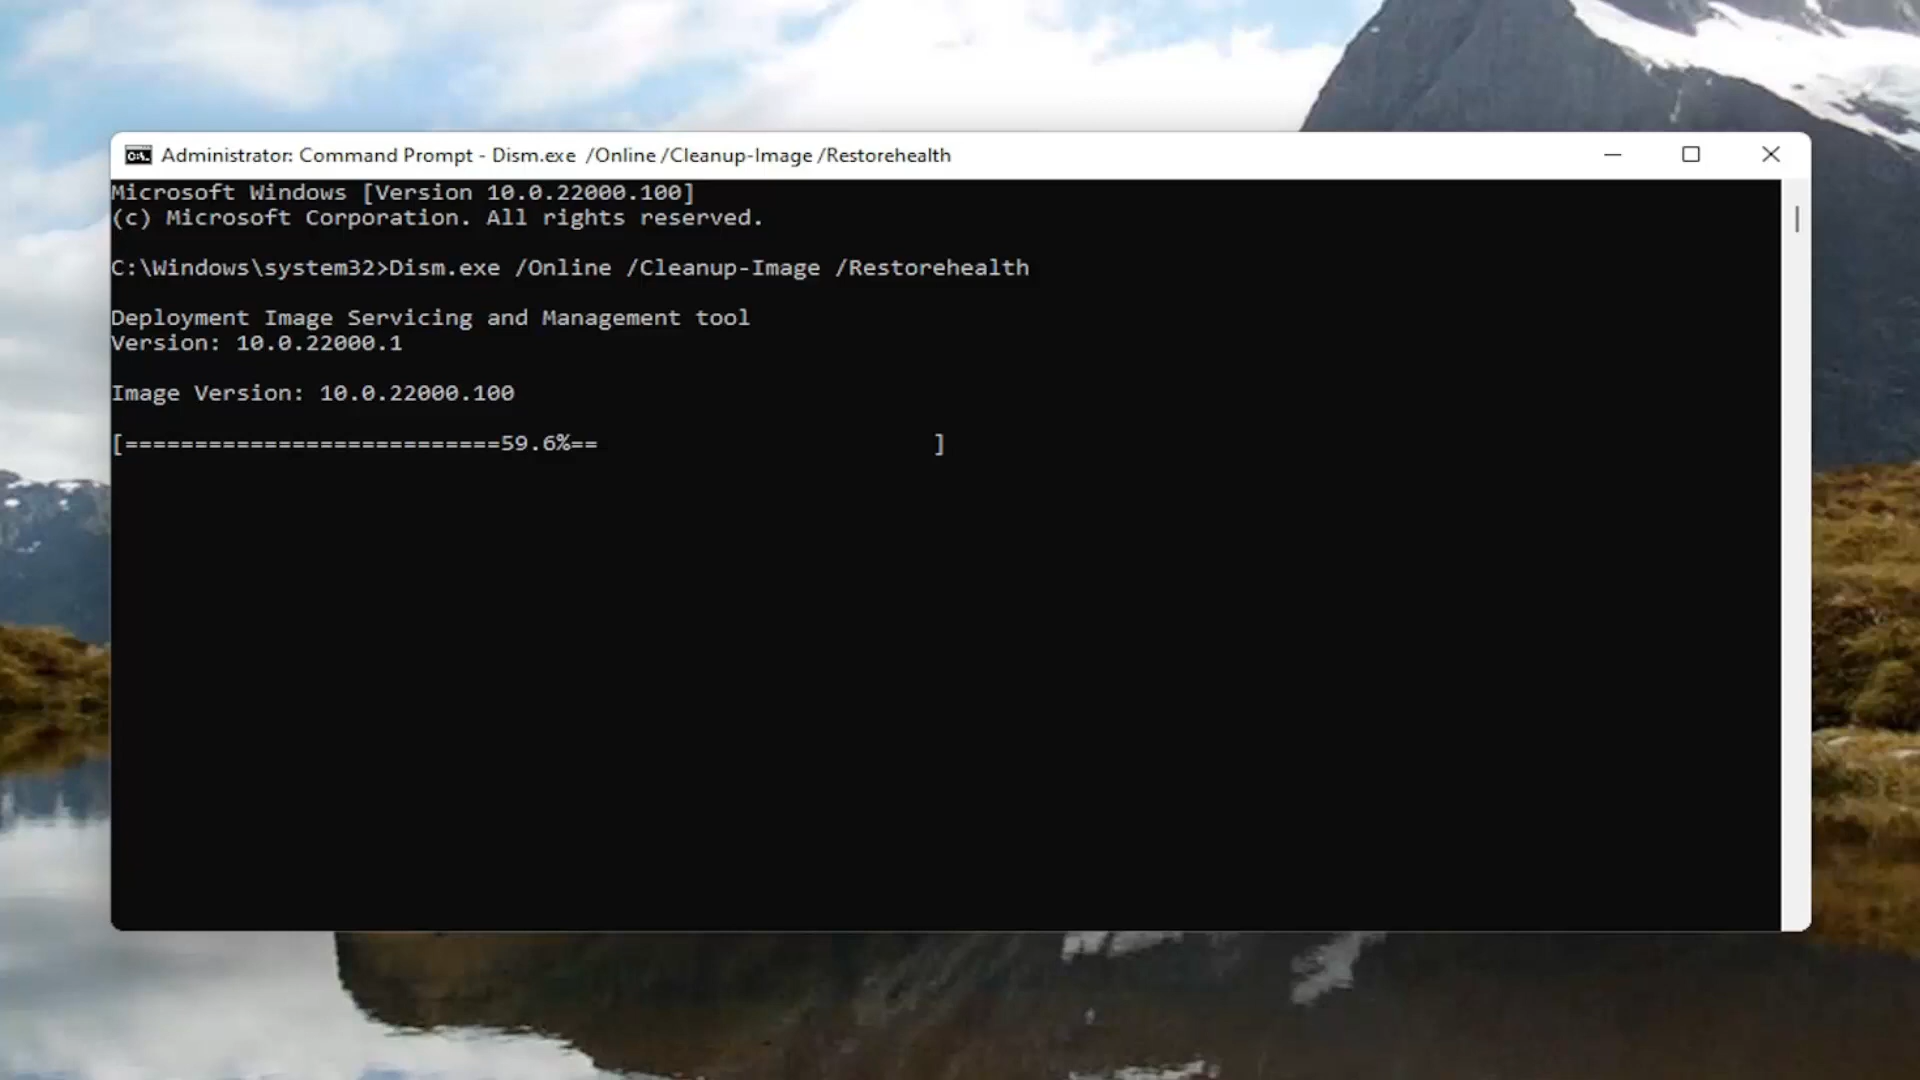 Administrator: Command Prompt - Dism.exe  /Online /Cleanup-Image /Restorehealth
Microsoft Windows [Version 10.0.22000.100]
(c) Microsoft Corporation. All rights reserved.
C:\Windows\system32>Dism.exe /Online /Cleanup-Image /Restorehealth
Deployment Image Servicing and Management tool
Version: 10.0.22000.1
Image Version: 10.0.22000.100
[===========================59.6%==                        ]